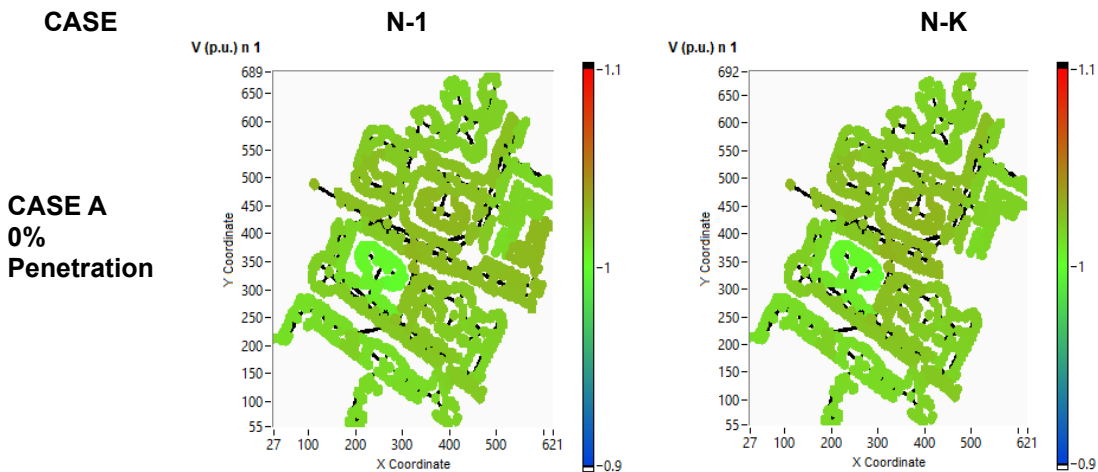 CASE
N-1
N-K
V (p.u.) n 1
689
650
600
550
500
450
400
350
300
250
200
150
100
55
Y Coordinate
27 100 200 300 400 500 621
X Coordinate
1.1
1
0.9
V (p.u.) n 1
692
650
600
550
500
450
400
350
300
250
200
150
100
55
Y Coordinate
27 100 200 300 400 500 621
X Coordinate
1.1
1
0.9
CASE A
0%
Penetration